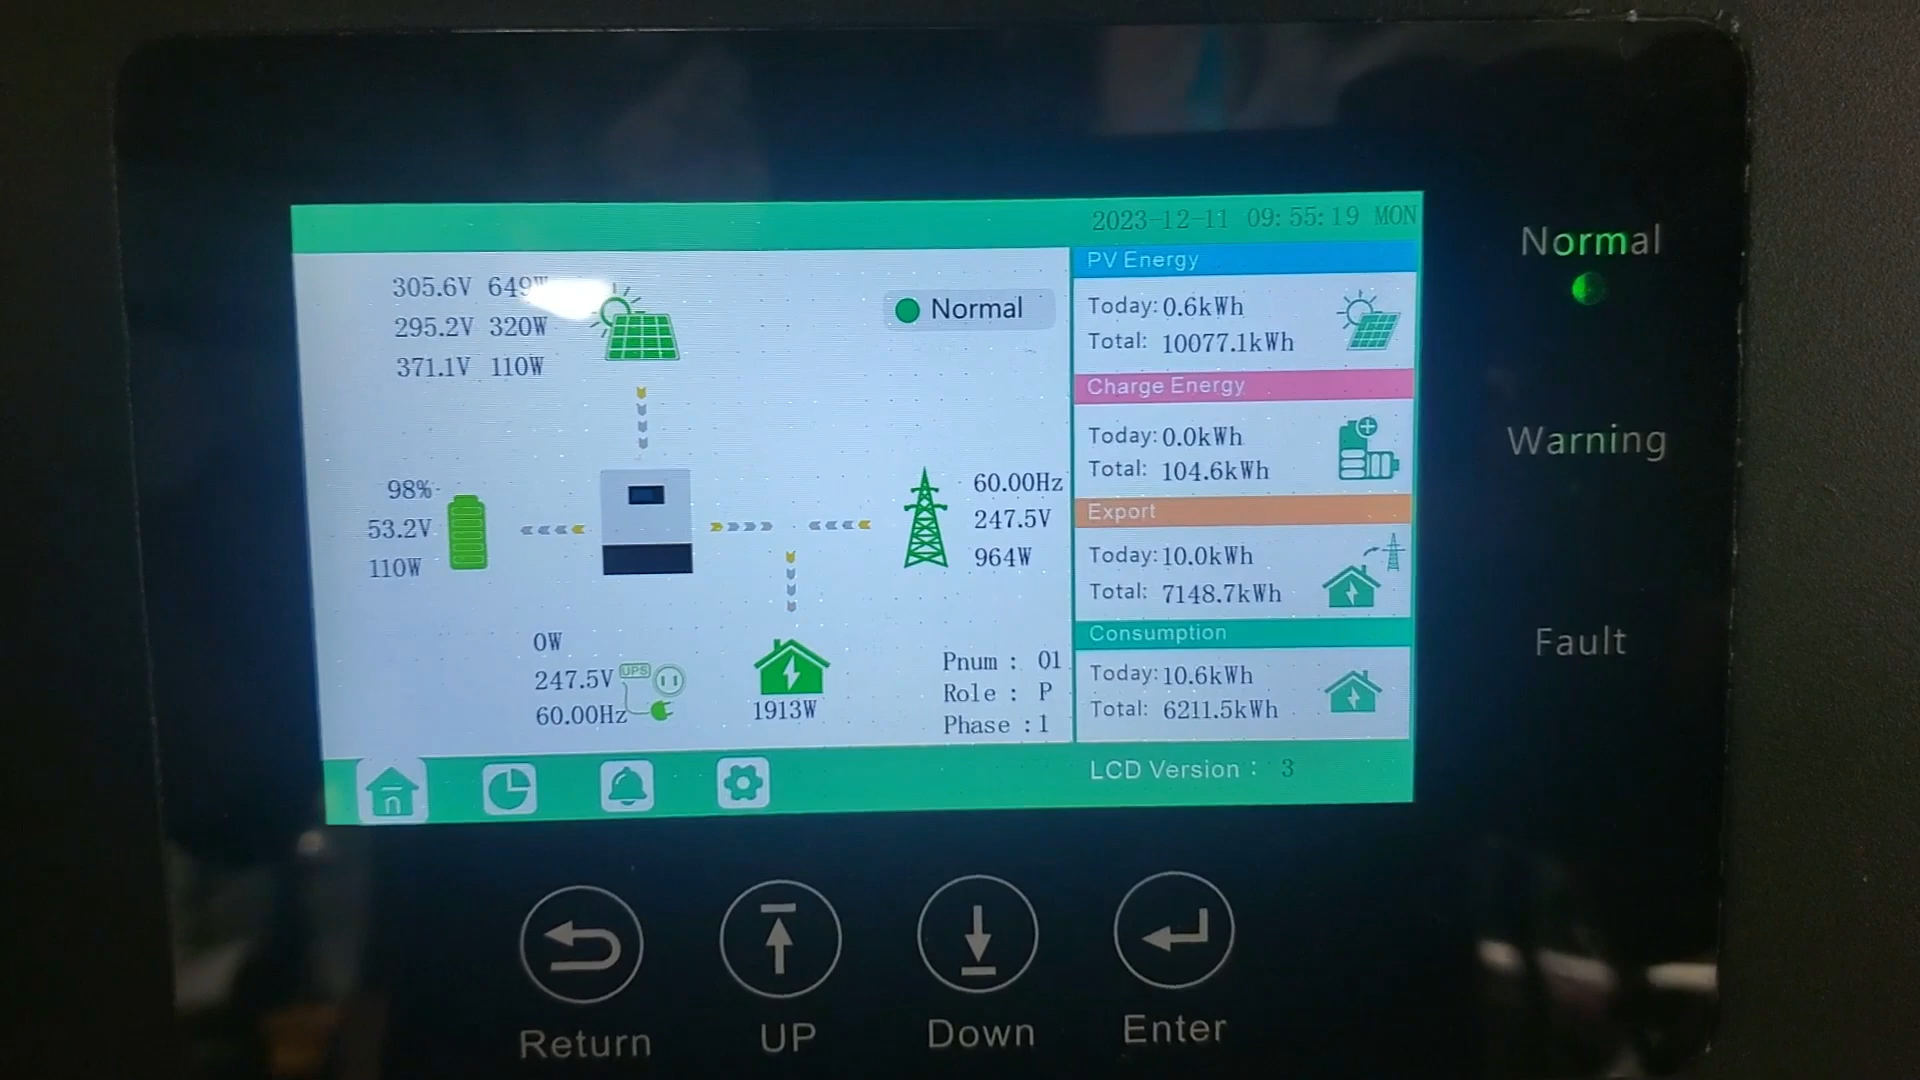 2023-12-11 09:55:19 MON
305.6V 649W
295.2V 320W
371.1V 110W
Normal
98%
53.2V
110W
60.00Hz
247.5V
964W
0W
247.5V
60.00Hz
UPS
1913W
Pnum : 01
Role : P
Phase : 1
PV Energy
Today: 0.6kWh
Total: 10077.1kWh
Charge Energy
Today: 0.0kWh
Total: 104.6kWh
Export
Today: 10.0kWh
Total: 7148.7kWh
Consumption
Today: 10.6kWh
Total: 6211.5kWh
LCD Version : 3
Normal
Warning
Fault
Return
UP
Down
Enter